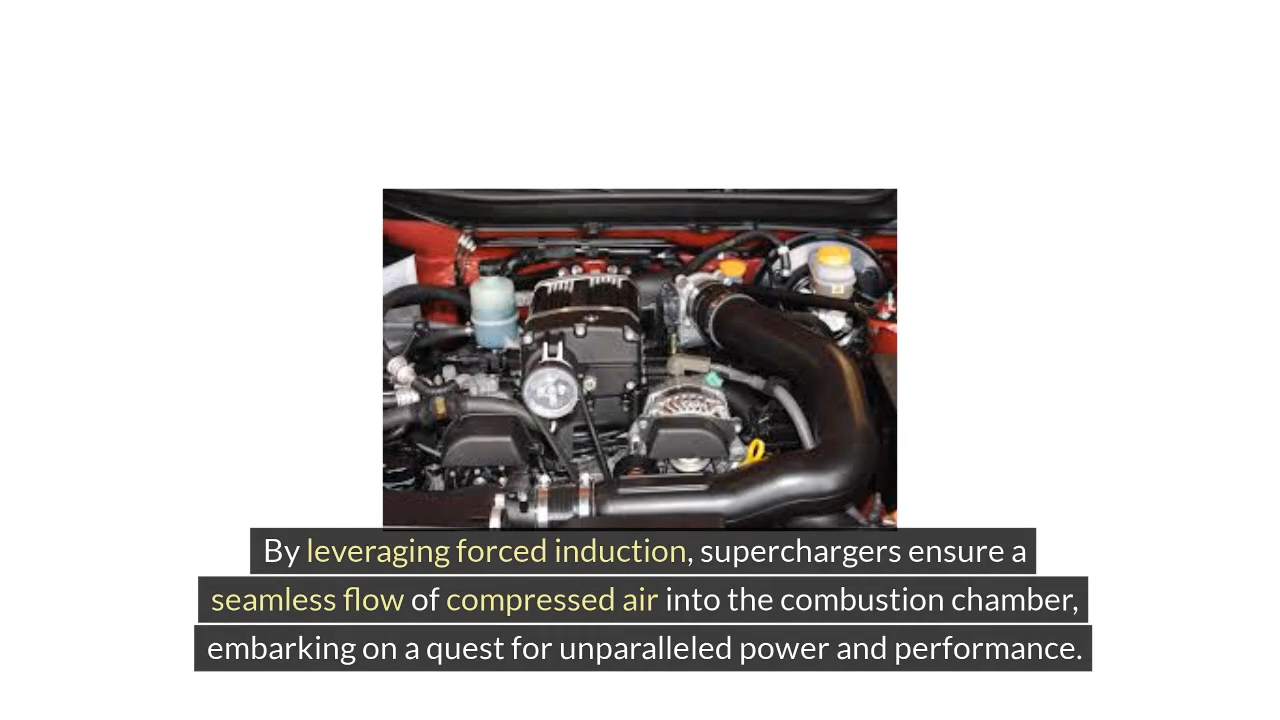 By leveraging forced induction, superchargers ensure a
seamless flow of compressed air into the combustion chamber,
embarking on a quest for unparalleled power and performance.